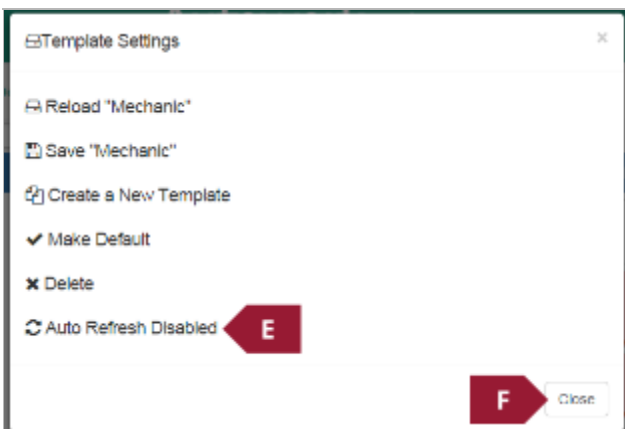 Template Settings ×
Reload "Mechanic"
Save "Mechanic"
Create a New Template
Make Default
Delete
Auto Refresh Disabled E
F Close